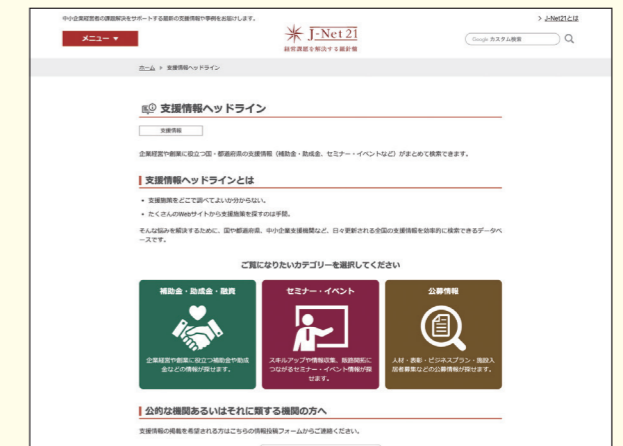 中小企業経営者の課題解決をサポートする最新の支援情報や事例をお届けします。
> J-Net21とは
メニュー ▼
J-Net 21
経営課題を解決する羅針盤
Google カスタム検索
ホーム > 支援情報ヘッドライン
支援情報ヘッドライン
支援情報
企業経営や創業に役立つ国・都道府県の支援情報（補助金・助成金、セミナー・イベントなど）がまとめて検索できます。
支援情報ヘッドラインとは
• 支援施策をどこで調べてよいか分からない。
• たくさんのWebサイトから支援施策を探すのは手間。
そんな悩みを解決するために、国や都道府県、中小企業支援機関など、日々更新される全国の支援情報を効率的に検索できるデータベ
ースです。
ご覧になりたいカテゴリーを選択してください
補助金・助成金・融資
企業経営や創業に役立つ補助金や助成
金などの情報が探せます。
セミナー・イベント
スキルアップや情報収集、販路開拓に
つながるセミナー・イベント情報が探
せます。
公募情報
人材・表彰・ビジネスプラン・施設入
居者募集などの公募情報が探せます。
公的な機関あるいはそれに類する機関の方へ
支援情報の掲載を希望される方はこちらの情報投稿フォームからご連絡ください。